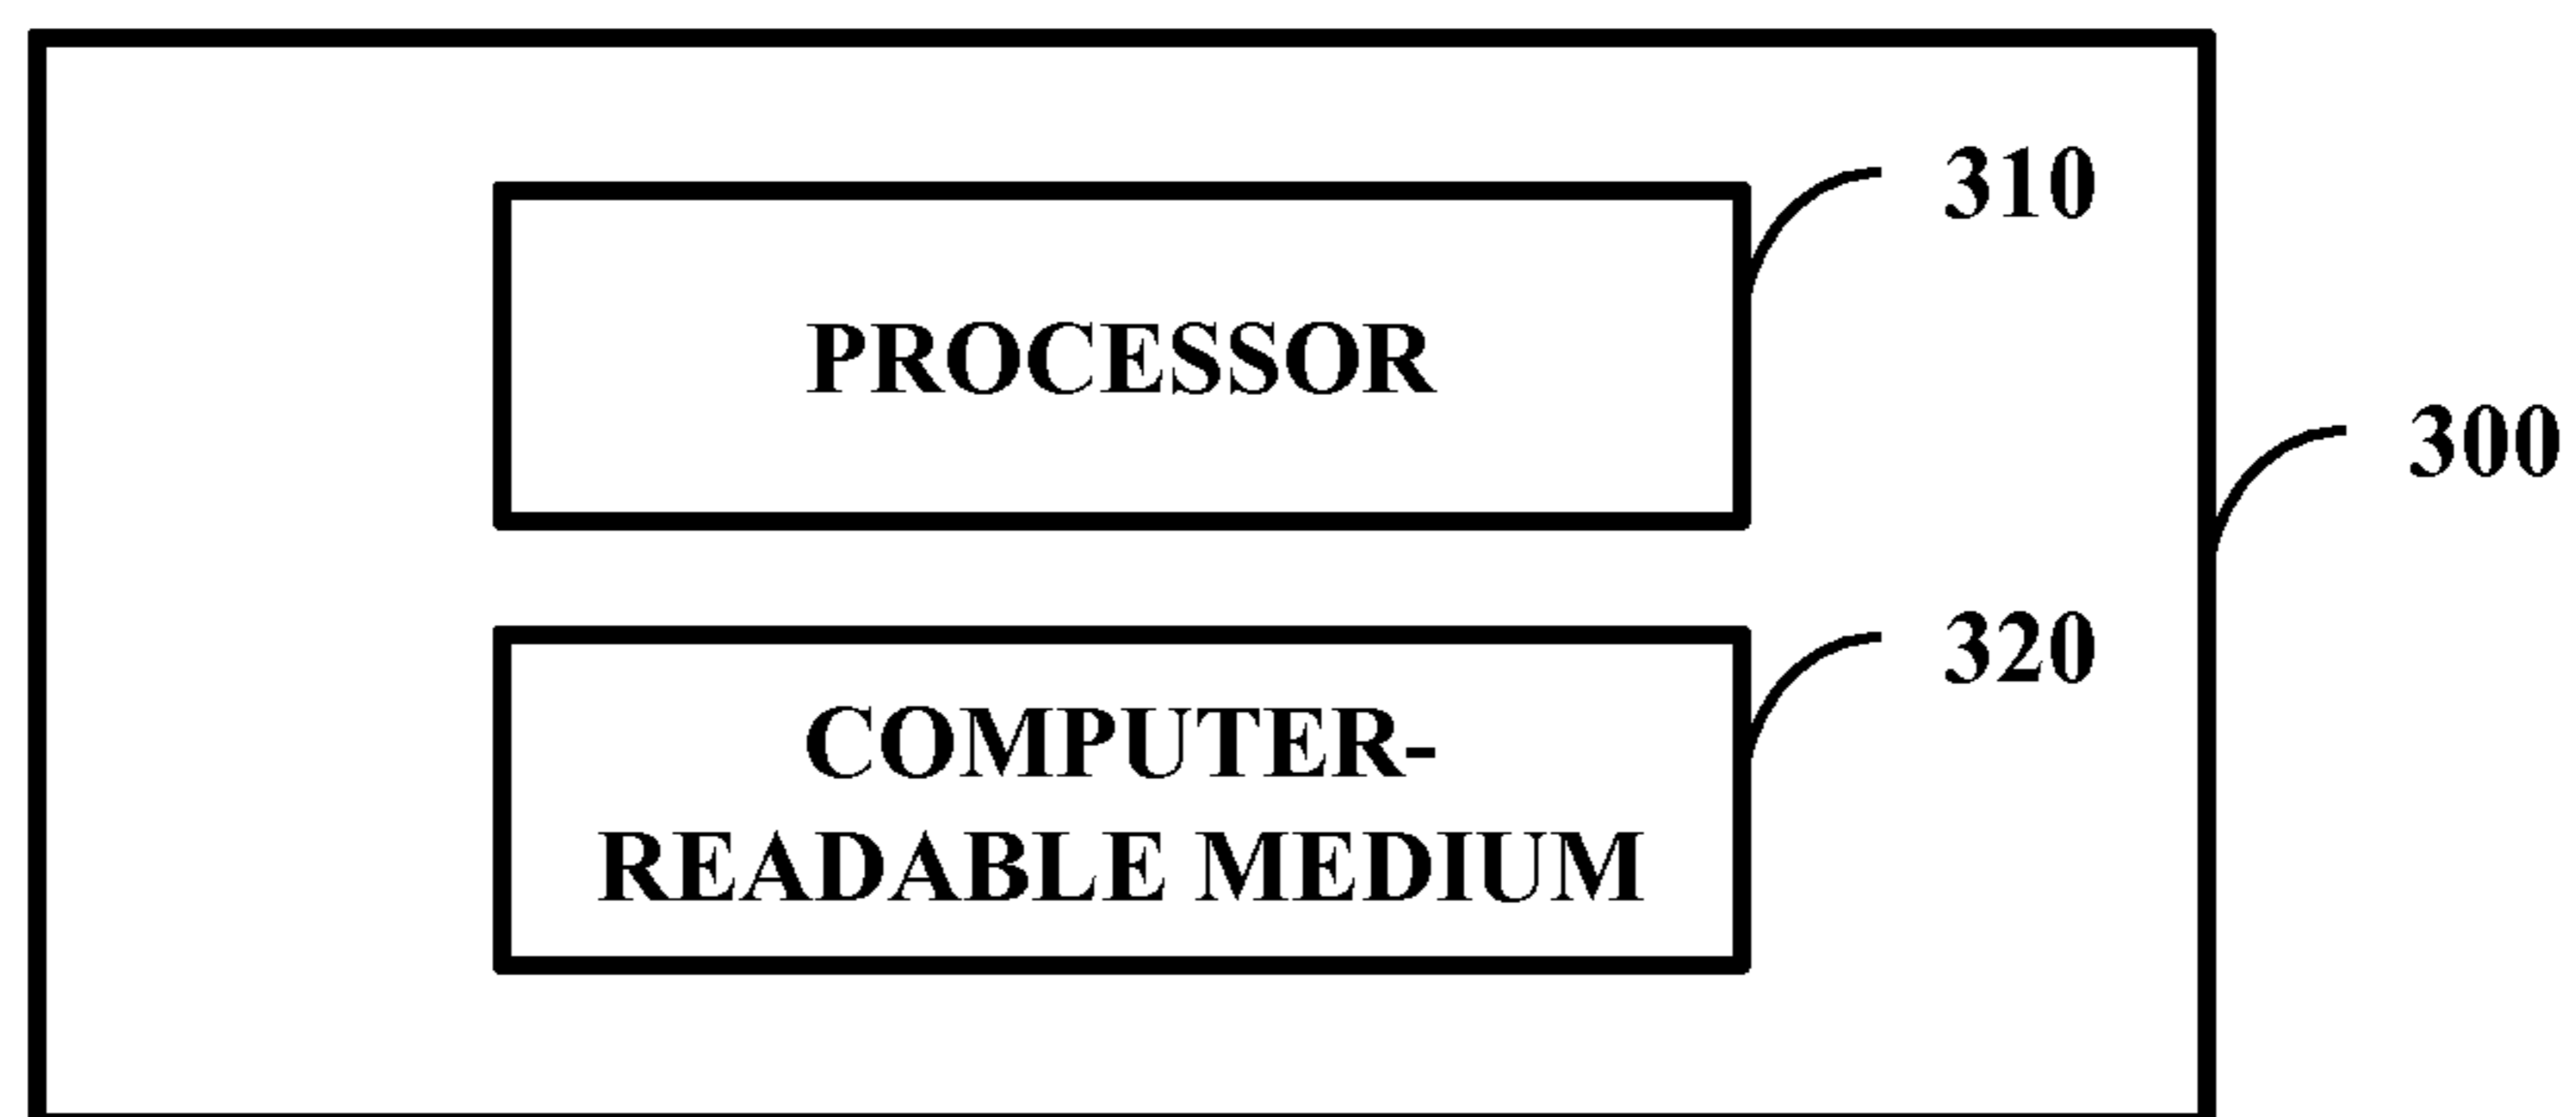 310
PROCESSOR
300
320
COMPUTER-
READABLE MEDIUM